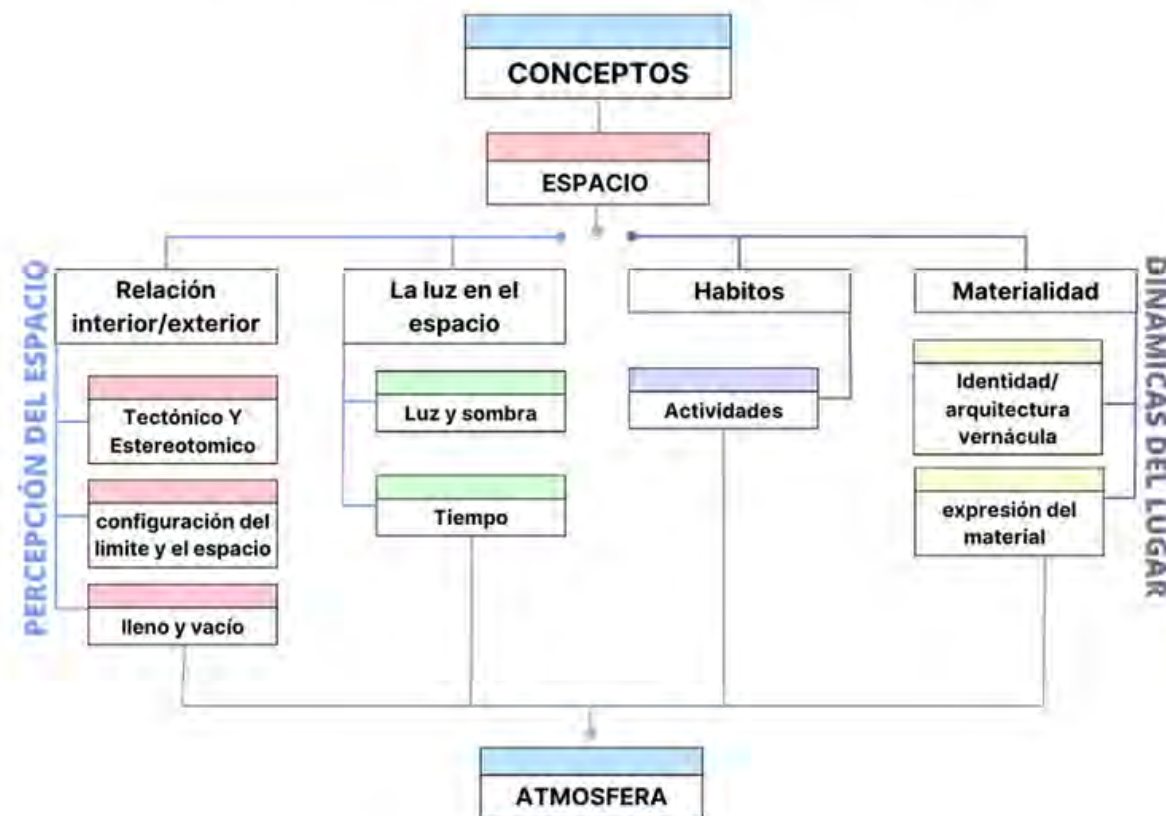 CONCEPTOS
ESPACIO
PERCEPCIÓN DEL ESPACIO
Relación
interior/exterior
Tectónico Y
Estereotomico
configuración del
limite y el espacio
lleno y vacío
La luz en el
espacio
Luz y sombra
Tiempo
Habitos
Actividades
Materialidad
Identidad/
arquitectura
vernácula
expresión del
material
DINAMICAS DEL LUGAR
ATMOSFERA